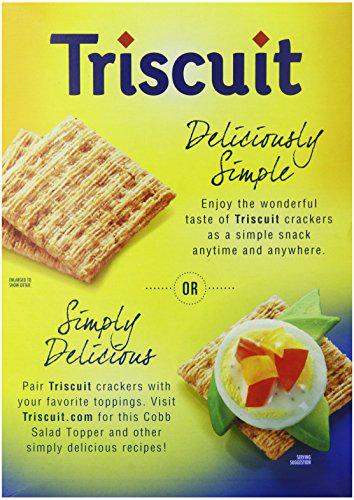 Triscuit
Deliciously
Simple
Enjoy the wonderful
taste of Triscuit crackers
as a simple snack
anytime and anywhere.
ENLARGED TO
SHOW DETAIL
OR
Simply
Delicious
Pair Triscuit crackers with
your favorite toppings. Visit
Triscuit.com for this Cobb
Salad Topper and other
simply delicious recipes!
SERVING
SUGGESTION